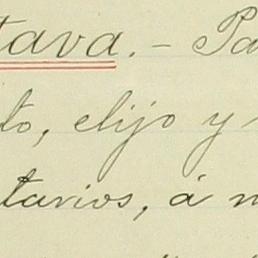 tava. — Pa
to, elijo y
tarios, á